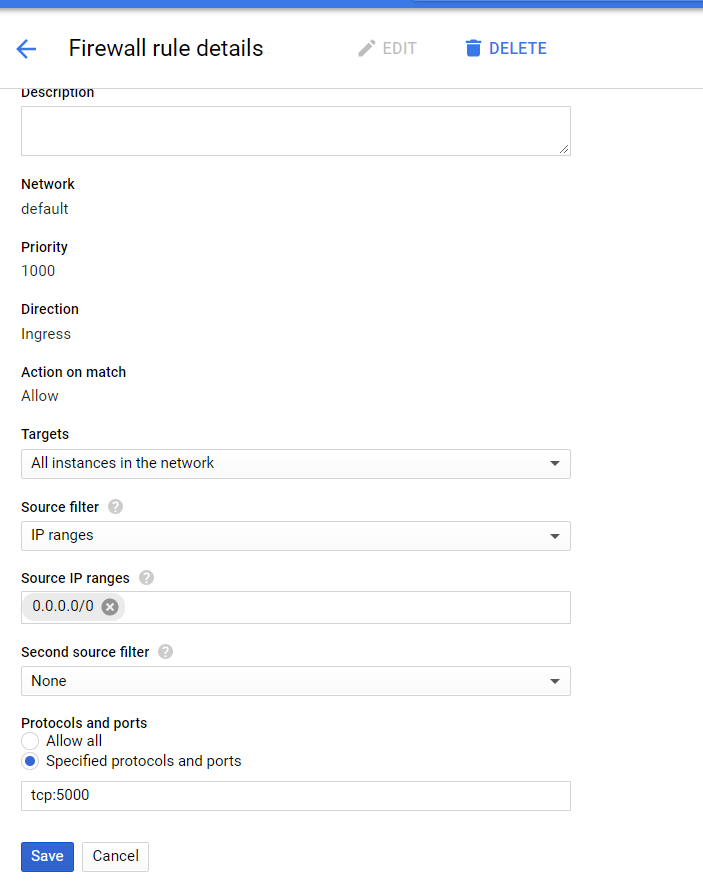 Firewall rule details
EDIT
DELETE
Description
Network
default
Priority
1000
Direction
Ingress
Action on match
Allow
Targets
All instances in the network
Source filter
IP ranges
Source IP ranges
0.0.0.0/0
Second source filter
None
Protocols and ports
Allow all
Specified protocols and ports
tcp:5000
Save
Cancel